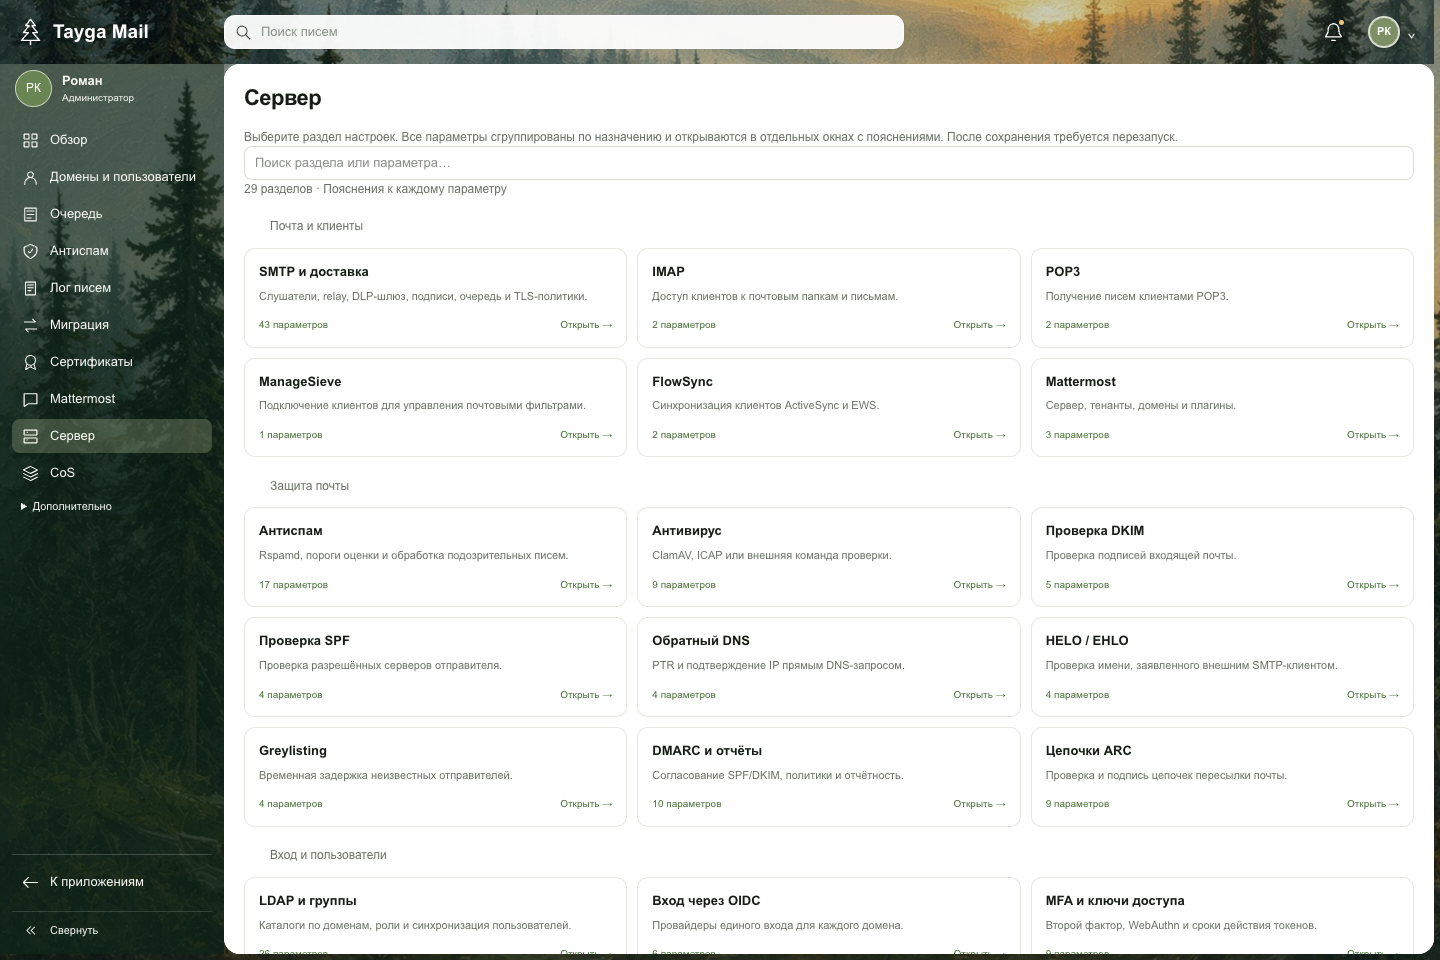 Tayga Mail
Поиск писем
РК
РК
Роман
Администратор
Обзор
Домены и пользователи
Очередь
Антиспам
Лог писем
Миграция
Сертификаты
Mattermost
Сервер
CoS
Дополнительно
К приложениям
Свернуть
Сервер
Выберите раздел настроек. Все параметры сгруппированы по назначению и открываются в отдельных окнах с пояснениями. После сохранения требуется перезапуск.
Поиск раздела или параметра…
29 разделов · Пояснения к каждому параметру
Почта и клиенты
SMTP и доставка
Слушатели, relay, DLP-шлюз, подписи, очередь и TLS-политики.
43 параметров
Открыть →
IMAP
Доступ клиентов к почтовым папкам и письмам.
2 параметров
Открыть →
POP3
Получение писем клиентами POP3.
2 параметров
Открыть →
ManageSieve
Подключение клиентов для управления почтовыми фильтрами.
1 параметров
Открыть →
FlowSync
Синхронизация клиентов ActiveSync и EWS.
2 параметров
Открыть →
Mattermost
Сервер, тенанты, домены и плагины.
3 параметров
Открыть →
Защита почты
Антиспам
Rspamd, пороги оценки и обработка подозрительных писем.
17 параметров
Открыть →
Антивирус
ClamAV, ICAP или внешняя команда проверки.
9 параметров
Открыть →
Проверка DKIM
Проверка подписей входящей почты.
5 параметров
Открыть →
Проверка SPF
Проверка разрешённых серверов отправителя.
4 параметров
Открыть →
Обратный DNS
PTR и подтверждение IP прямым DNS-запросом.
4 параметров
Открыть →
HELO / EHLO
Проверка имени, заявленного внешним SMTP-клиентом.
4 параметров
Открыть →
Greylisting
Временная задержка неизвестных отправителей.
4 параметров
Открыть →
DMARC и отчёты
Согласование SPF/DKIM, политики и отчётность.
10 параметров
Открыть →
Цепочки ARC
Проверка и подпись цепочек пересылки почты.
9 параметров
Открыть →
Вход и пользователи
LDAP и группы
Каталоги по доменам, роли и синхронизация пользователей.
Вход через OIDC
Провайдеры единого входа для каждого домена.
MFA и ключи доступа
Второй фактор, WebAuthn и сроки действия токенов.